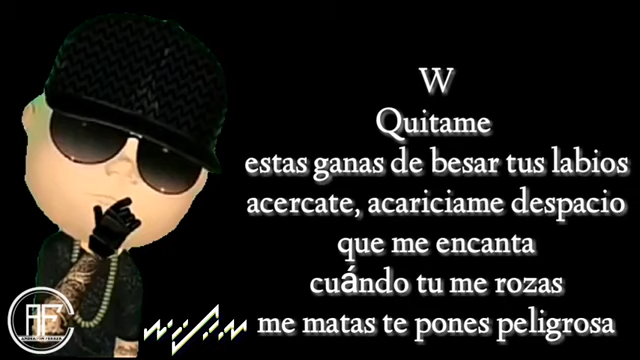 W
Quitame
estas ganas de besar tus labios
acercate, acariciame despacio
que me encanta
cuándo tu me rozas
me matas te pones peligrosa
AF